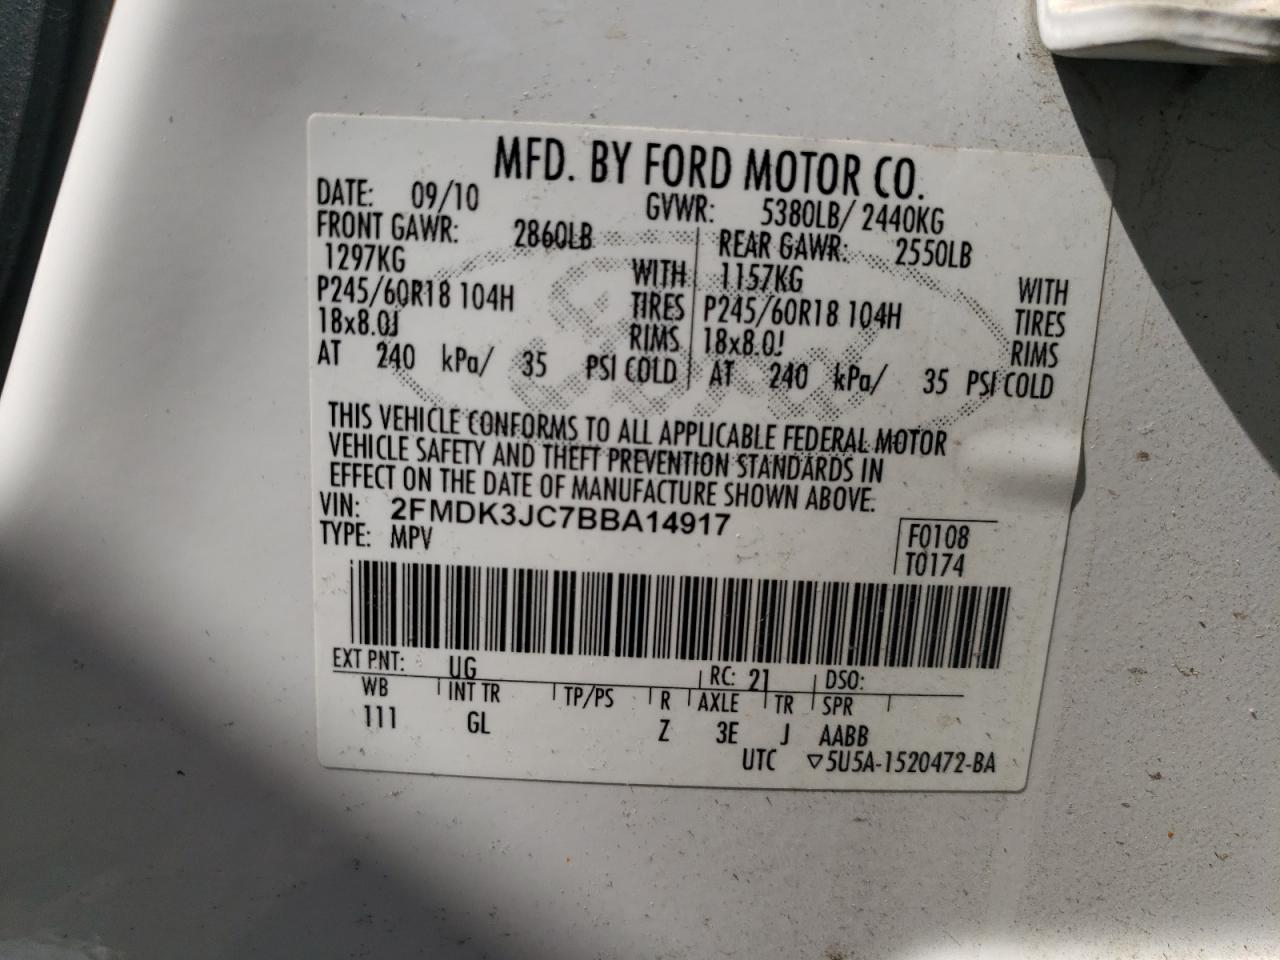 MFD. BY FORD MOTOR CO.
DATE: 09/10 GVWR: 5380LB/ 2440KG
FRONT GAWR: 2860LB REAR GAWR: 2550LB
1297KG WITH 1157KG WITH
P245/60R18 104H TIRES P245/60R18 104H TIRES
18x8.0J RIMS 18x8.0J RIMS
AT 240 kPa/ 35 PSI COLD AT 240 kPa/ 35 PSI COLD
THIS VEHICLE CONFORMS TO ALL APPLICABLE FEDERAL MOTOR
VEHICLE SAFETY AND THEFT PREVENTION STANDARDS IN
EFFECT ON THE DATE OF MANUFACTURE SHOWN ABOVE.
VIN: 2FMDK3JC7BBA14917 F0108
TYPE: MPV T0174
EXT PNT: UG RC: 21 DSO:
WB INT TR TP/PS R AXLE TR SPR
111 GL Z 3E J AABB
UTC ▽5U5A-1520472-BA